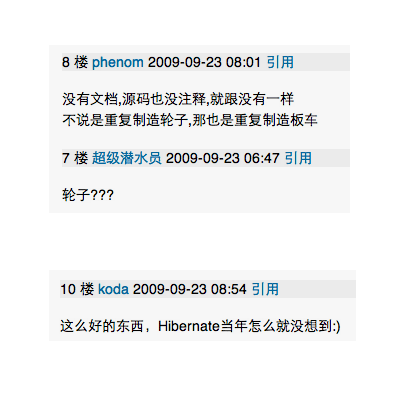 8 楼 phenom 2009-09-23 08:01 引用
没有文档,源码也没注释,就跟没有一样
不说是重复制造轮子,那也是重复制造板车
7 楼 超级潜水员 2009-09-23 06:47 引用
轮子???
10 楼 koda 2009-09-23 08:54 引用
这么好的东西，Hibernate当年怎么就没想到:)